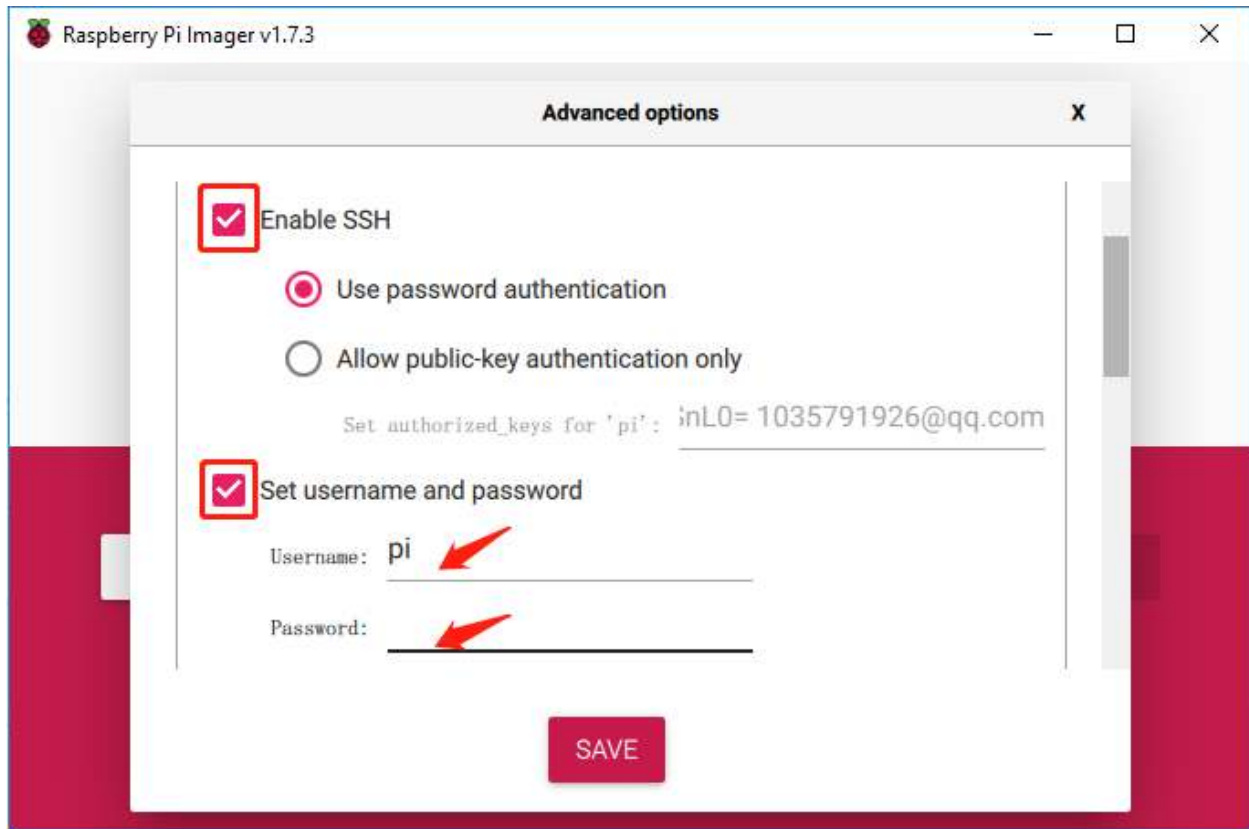 Raspberry Pi Imager v1.7.3
Advanced options X
Enable SSH
Use password authentication
Allow public-key authentication only
Set authorized_keys for 'pi': nL0= 1035791926@qq.com
Set username and password
Username: pi
Password:
SAVE